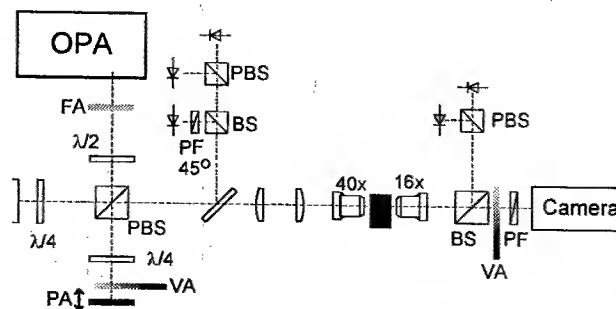 OPA
FA
λ/2
λ/4
PBS
λ/4
VA
PA
PBS
BS
PF
45°
40x
16x
PBS
BS
PF
VA
Camera